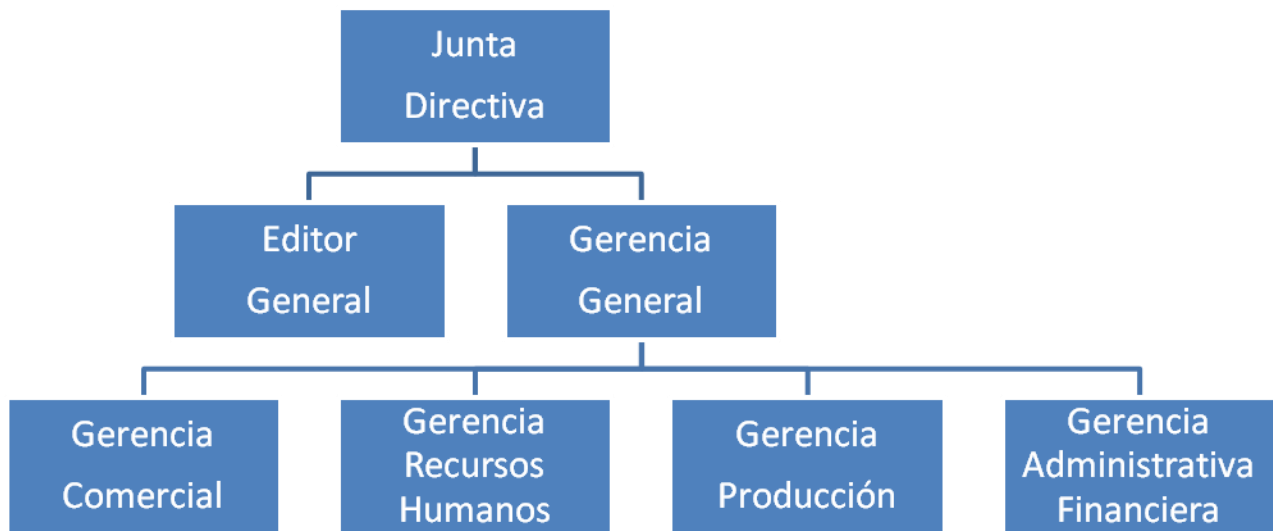 Junta
Directiva
Editor
General
Gerencia
General
Gerencia
Comercial
Gerencia
Recursos
Humanos
Gerencia
Producción
Gerencia
Administrativa
Financiera